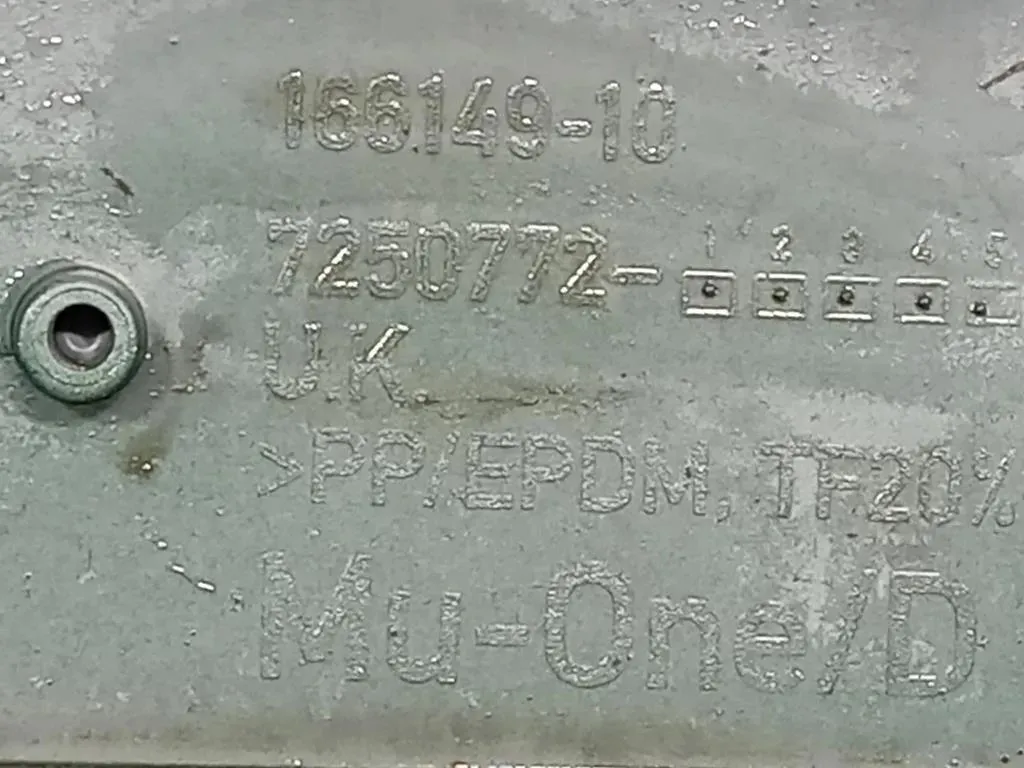 166149-10
7250772- 1 2 3 4 5
U.K.
>PP/EPDM, TF20%
Mu-One/D